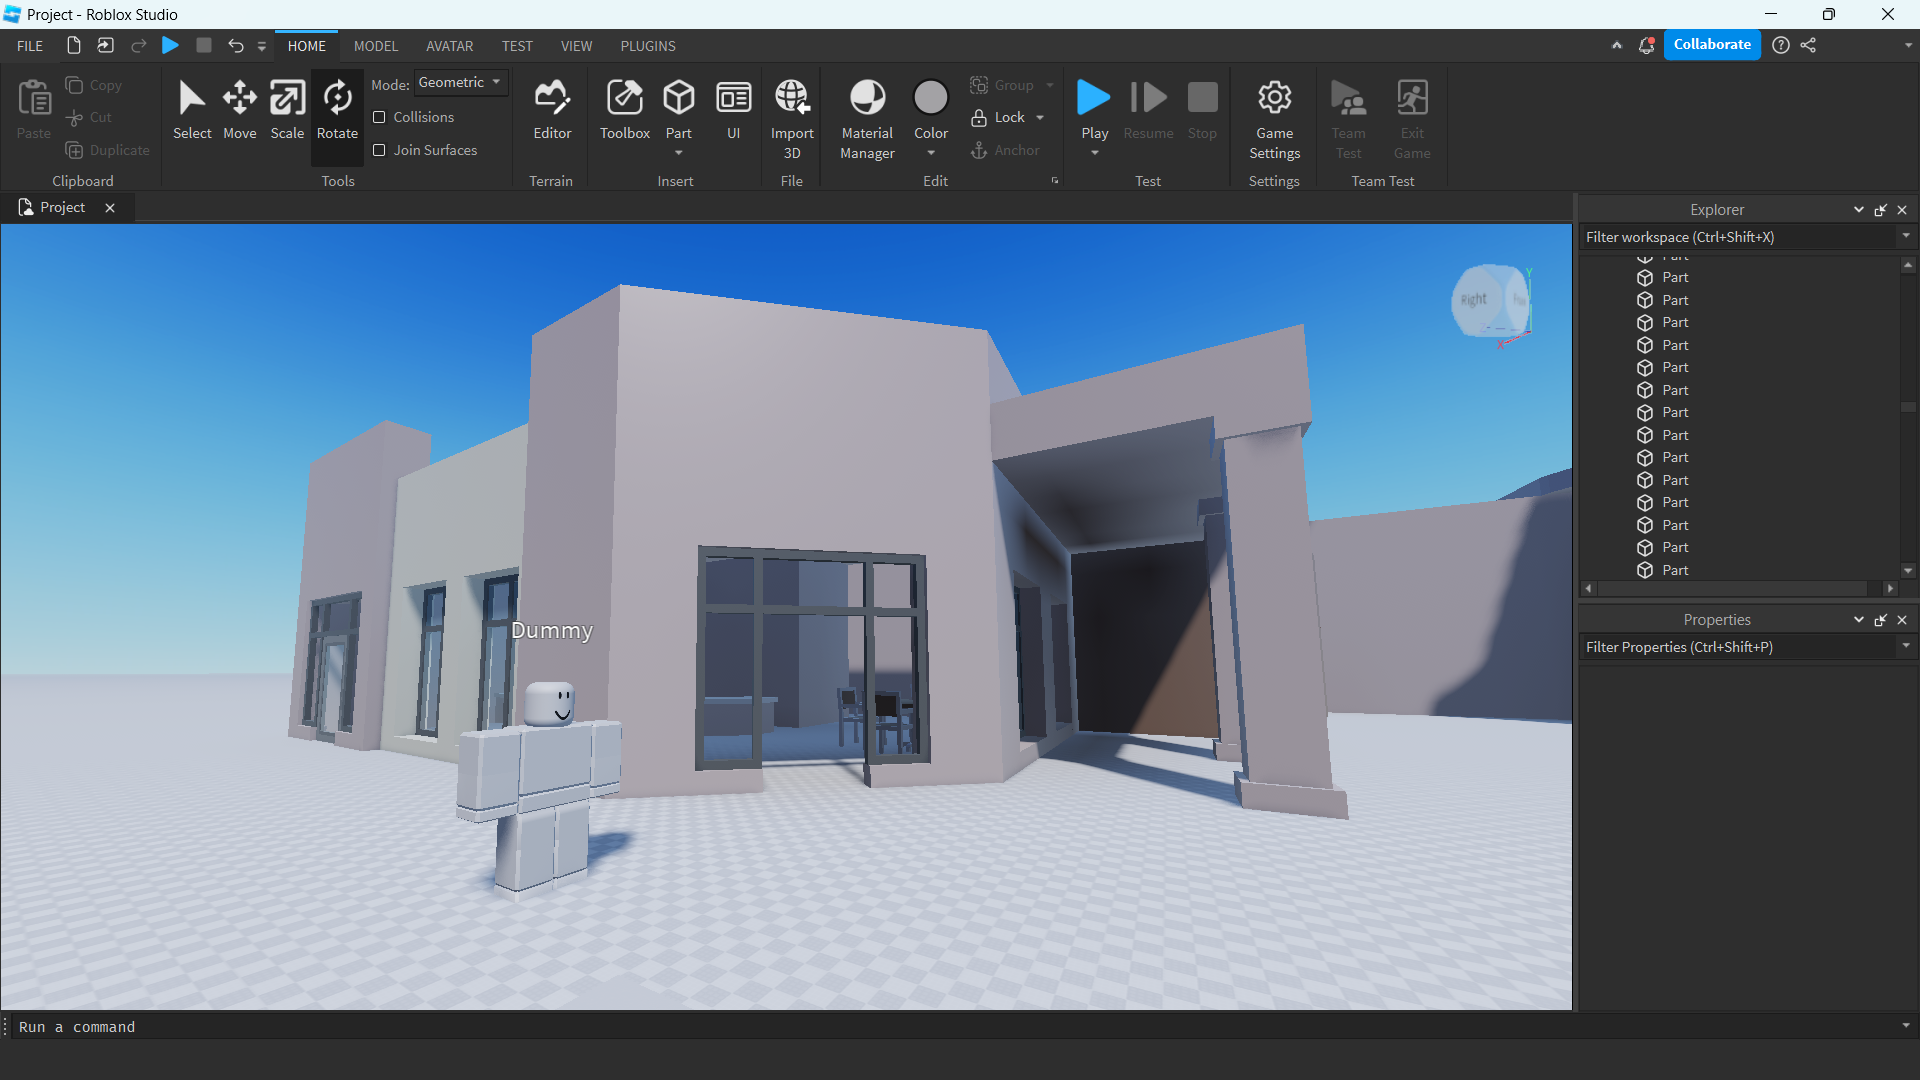 Project - Roblox Studio
FILE HOME MODEL AVATAR TEST VIEW PLUGINS Collaborate
Paste Copy Cut Duplicate Clipboard
Select Move Scale Rotate Mode: Geometric Collisions Join Surfaces Tools
Editor Terrain
Toolbox Part UI Insert
Import 3D File
Material Manager Color Group Lock Anchor Edit
Play Resume Stop Test
Game Settings Settings
Team Test Exit Game Team Test
Project
Explorer
Filter workspace (Ctrl+Shift+X)
Part
Part
Part
Part
Part
Part
Part
Part
Part
Part
Part
Part
Part
Part
Properties
Filter Properties (Ctrl+Shift+P)
Right
Y
Z
X
Dummy
Run a command